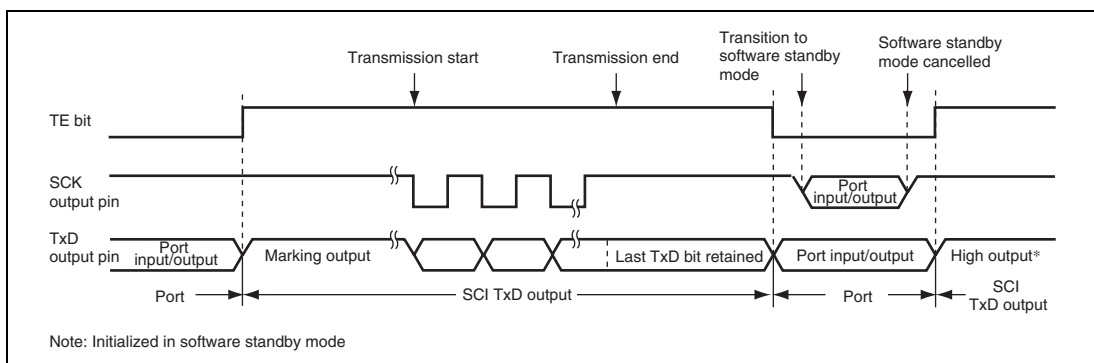 Transmission start
Transmission end
Transition to
software standby
mode
Software standby
mode cancelled
TE bit
SCK
output pin
Port
input/output
TxD
output pin
Port
input/output
Marking output
Last TxD bit retained
Port input/output
High output*
Port
SCI TxD output
Port
SCI
TxD output
Note: Initialized in software standby mode